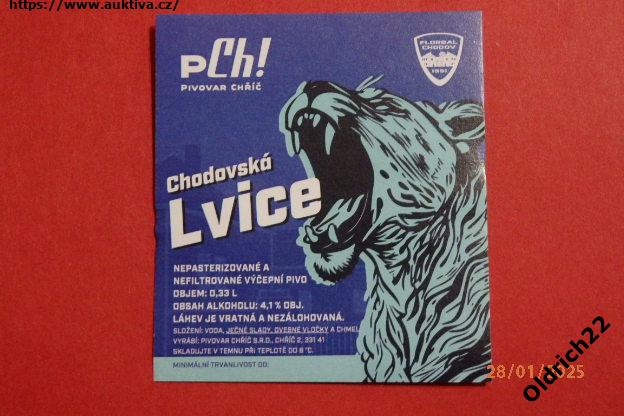 https://www.auktiva.cz/
PCh!
PIVOVAR CHŘÍČ
FLORBAL
CHODOV
1991
Chodovská
Lvice
NEPASTERIZOVANÉ A
NEFILTROVANÉ VÝČEPNÍ PIVO
OBJEM: 0,33 L
OBSAH ALKOHOLU: 4,1 % OBJ.
LÁHEV JE VRATNÁ A NEZÁLOHOVANÁ.
SLOŽENÍ: VODA, JEČNÉ SLADY, OVESNÉ VLOČKY A CHMEL
VYRÁBÍ: PIVOVAR CHŘÍČ S.R.O., CHŘÍČ 2, 331 41
SKLADUJTE V TEMNU PŘI TEPLOTĚ DO 8 °C.
MINIMÁLNÍ TRVANLIVOST DO:
28/01/2025
Oldrich22